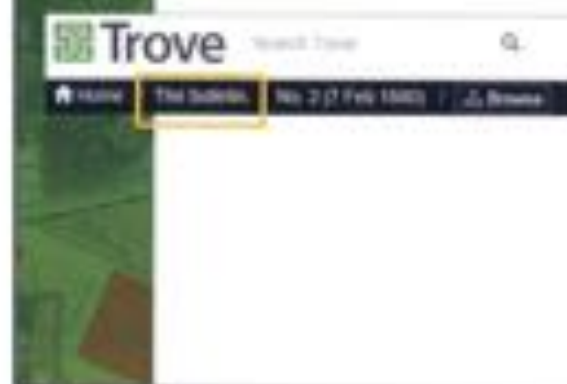 Trove Search Trove
Home The bulletin. No. 2 (7 Feb 1880) Browse